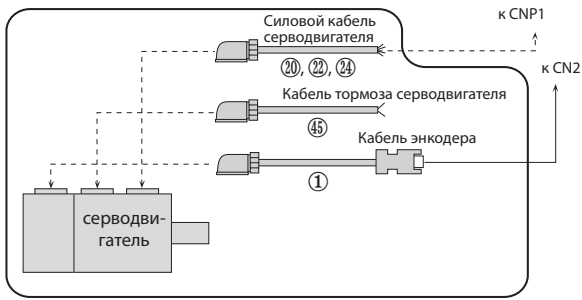 Силовой кабель
серводвигателя
к CNP1
⑳, ㉒, ㉔
к CN2
Кабель тормоза серводвигателя
㊺
Кабель энкодера
①
серводви-
гатель